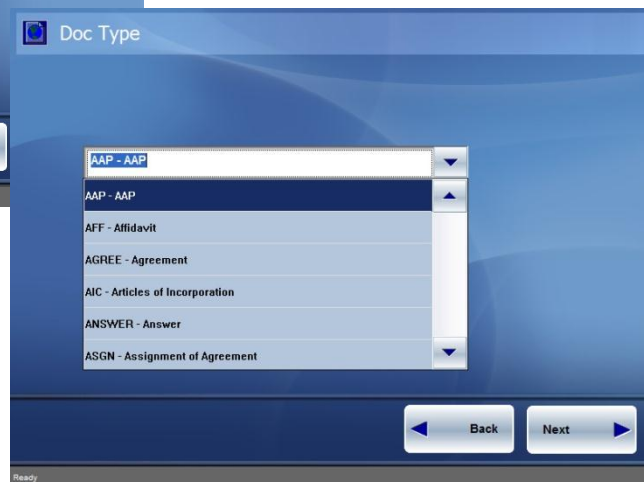 Doc Type
AAP - AAP
AAP - AAP
AFF - Affidavit
AGREE - Agreement
AIC - Articles of Incorporation
ANSWER - Answer
ASGN - Assignment of Agreement
Back Next
Ready